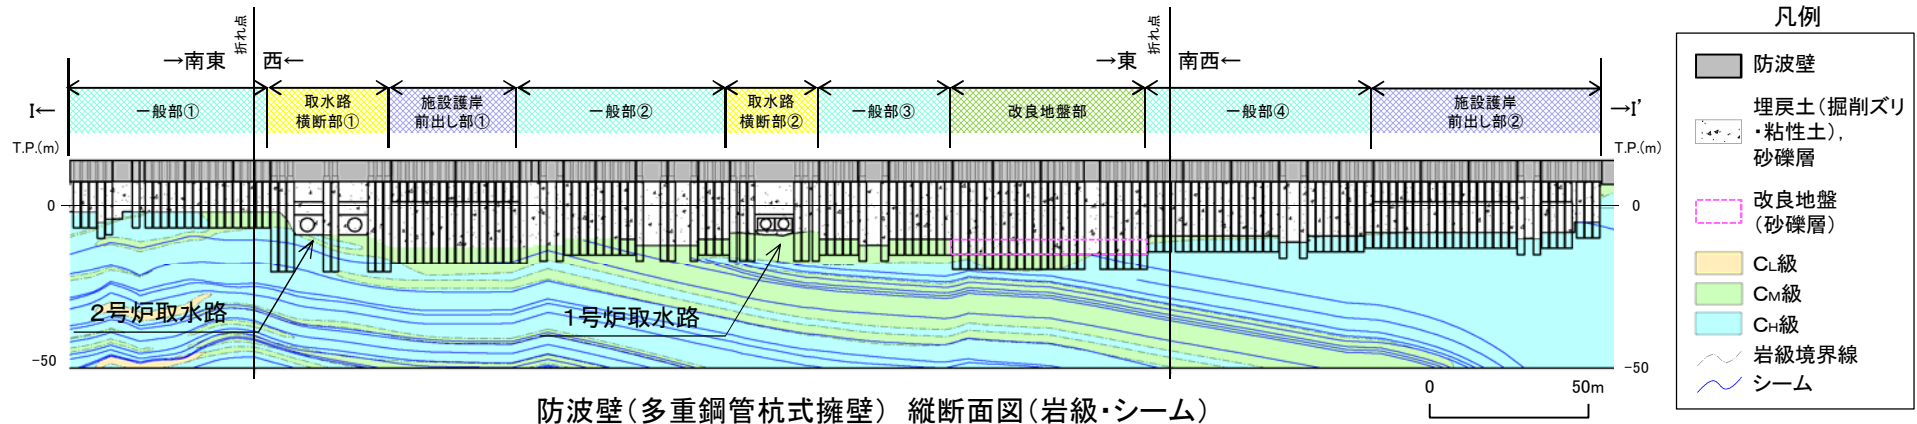 折れ点
折れ点
→南東
西←
→東
南西←
I←
一般部①
取水路
横断部①
施設護岸
前出し部①
一般部②
取水路
横断部②
一般部③
改良地盤部
一般部④
施設護岸
前出し部②
→I'
T.P.(m)
T.P.(m)
0
0
2号炉取水路
1号炉取水路
-50
-50
0
50m
防波壁(多重鋼管杭式擁壁) 縦断面図(岩級・シーム)
凡例
防波壁
埋戻土(掘削ズリ
・粘性土),
砂礫層
改良地盤
(砂礫層)
CL級
CM級
CH級
岩級境界線
シーム